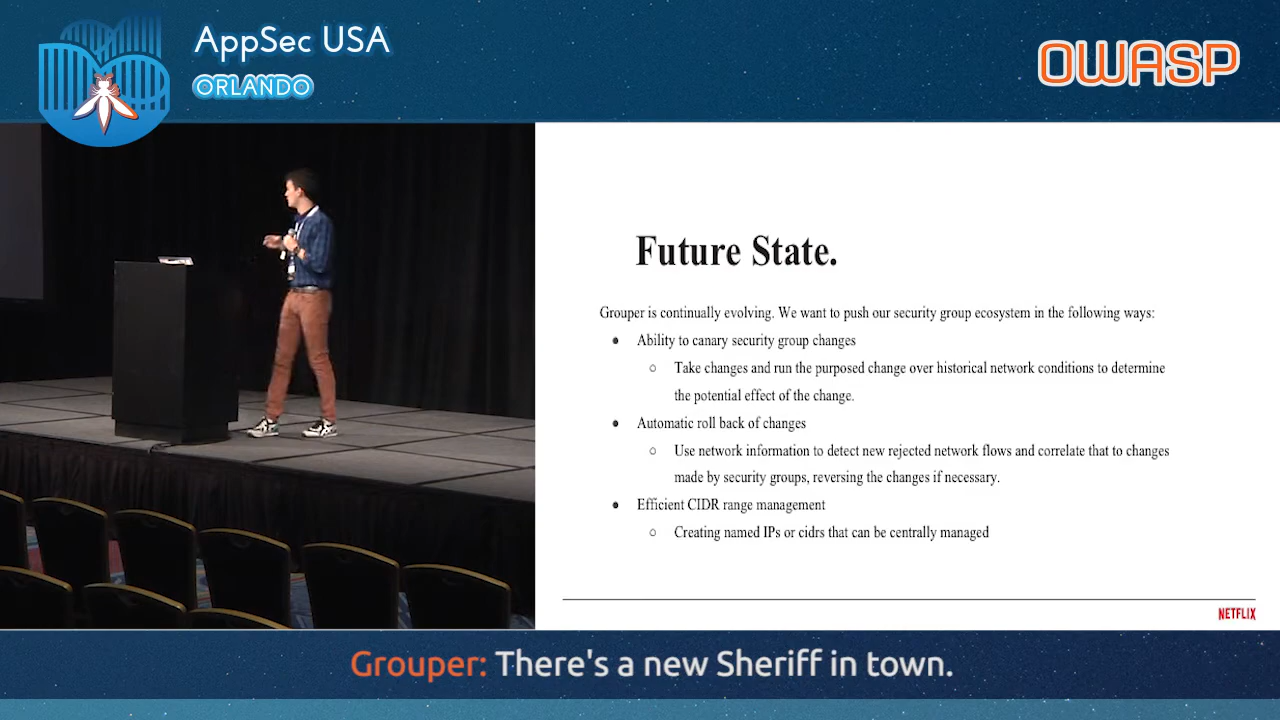 AppSec USA
ORLANDO
OWASP
Future State.
Grouper is continually evolving. We want to push our security group ecosystem in the following ways:
● Ability to canary security group changes
○ Take changes and run the purposed change over historical network conditions to determine
the potential effect of the change.
● Automatic roll back of changes
○ Use network information to detect new rejected network flows and correlate that to changes
made by security groups, reversing the changes if necessary.
● Efficient CIDR range management
○ Creating named IPs or cidrs that can be centrally managed
NETFLIX
Grouper: There's a new Sheriff in town.